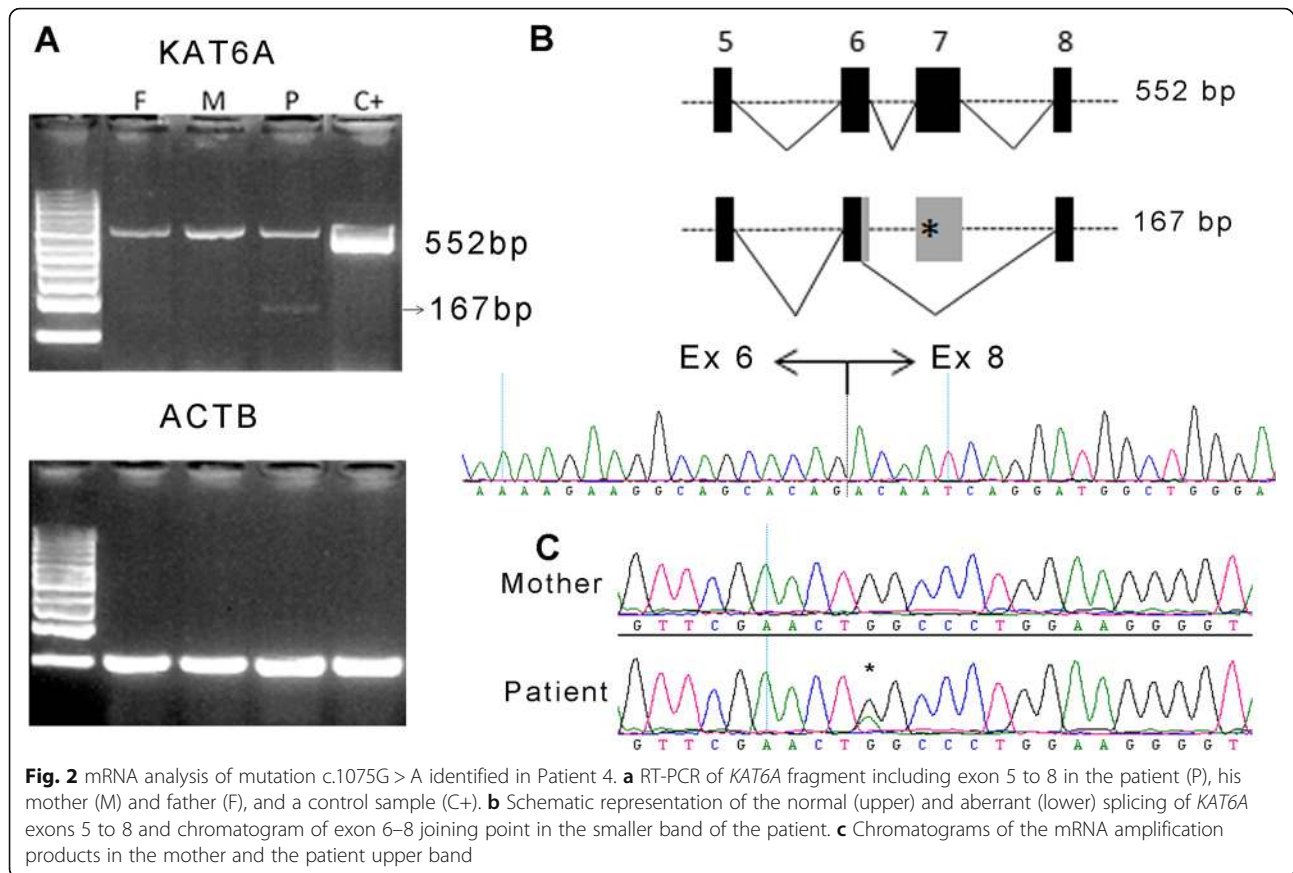 A
KAT6A
F M P C+
552bp
167bp
ACTB
B
5 6 7 8
552 bp
*
167 bp
Ex 6 Ex 8
AAAAGAAGGCAGCACAGACAATCAGGATGGCTGGGA
C
Mother
GTTCGAACTGGCCCTGGAAGGGGT
*
Patient
GTTCGAACTGGCCCTGGAAGGGGT
Fig. 2 mRNA analysis of mutation c.1075G > A identified in Patient 4. a RT-PCR of KAT6A fragment including exon 5 to 8 in the patient (P), his
mother (M) and father (F), and a control sample (C+). b Schematic representation of the normal (upper) and aberrant (lower) splicing of KAT6A
exons 5 to 8 and chromatogram of exon 6–8 joining point in the smaller band of the patient. c Chromatograms of the mRNA amplification
products in the mother and the patient upper band